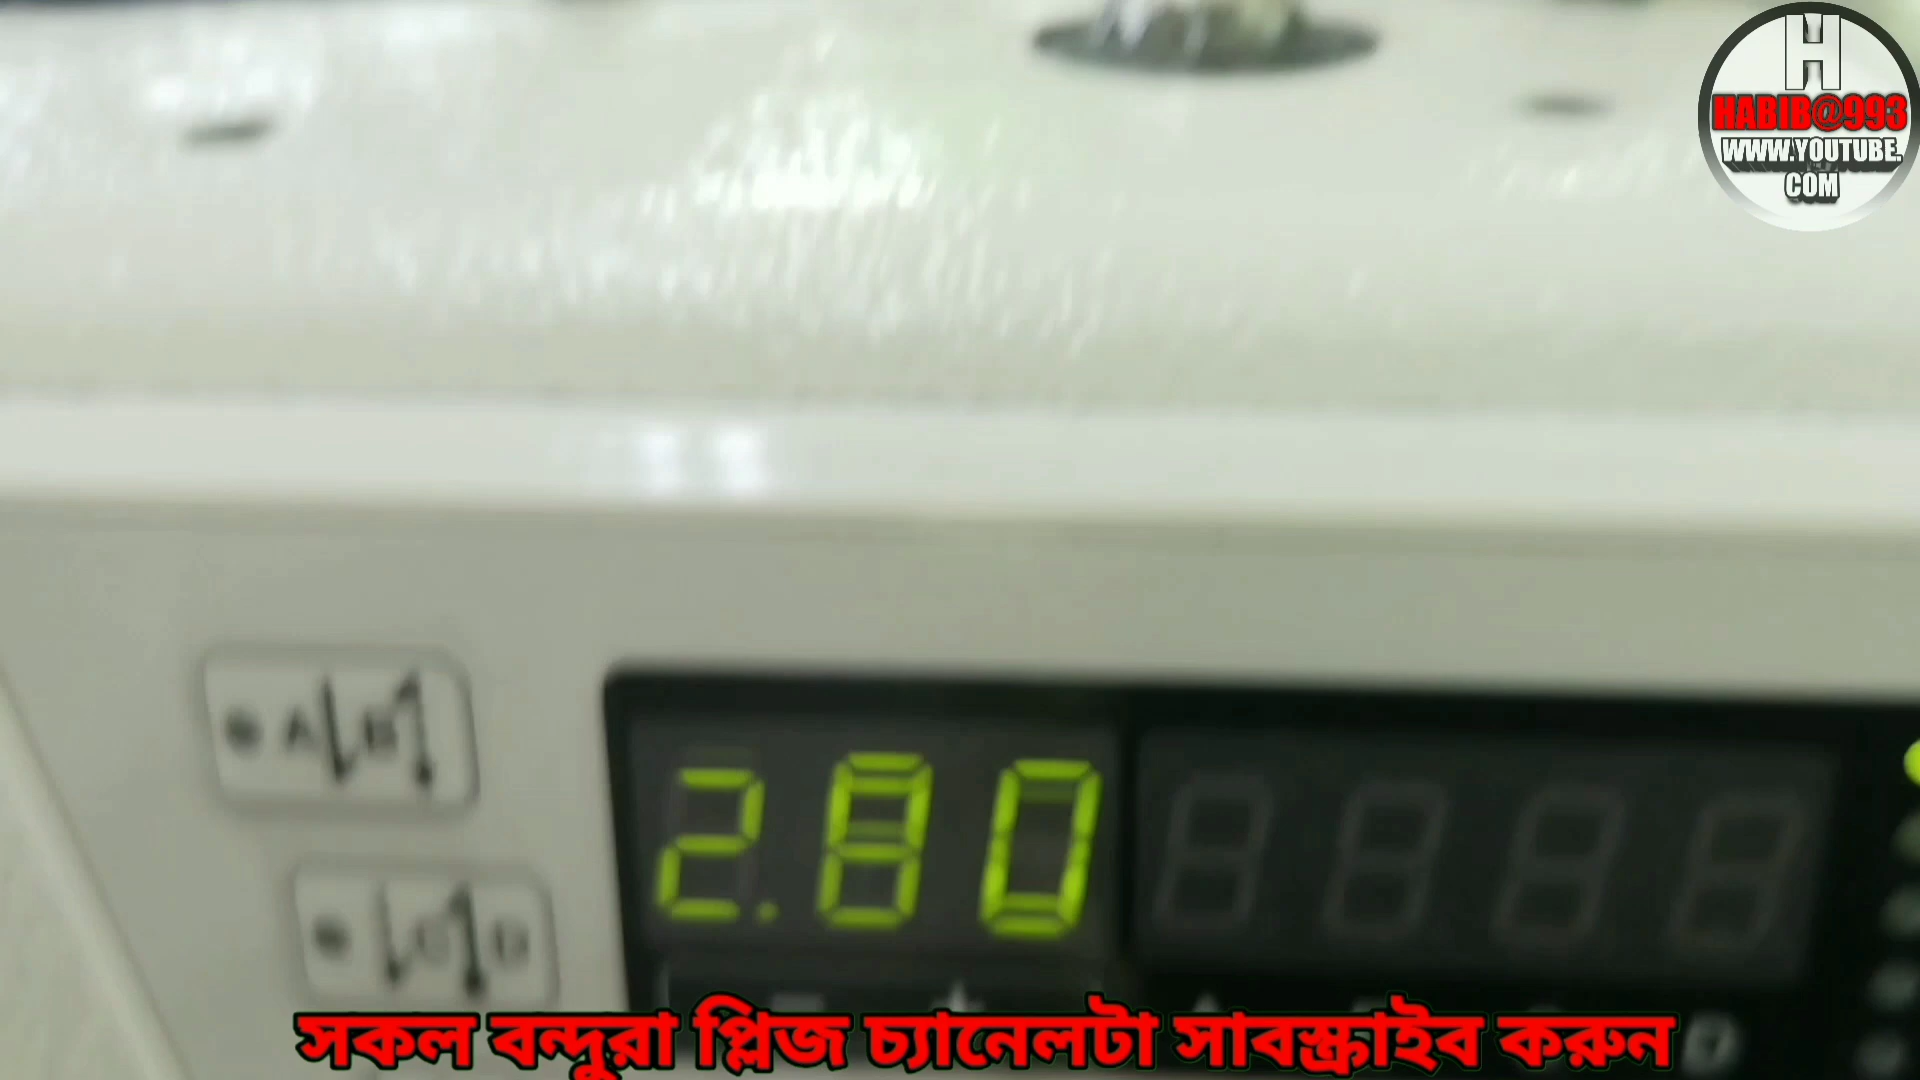 H
HABIB@993
WWW.YOUTUBE.
COM
A B
C D
2.80
সকল বন্দুরা প্লিজ চ্যানেলটা সাবস্ক্রাইব করুন